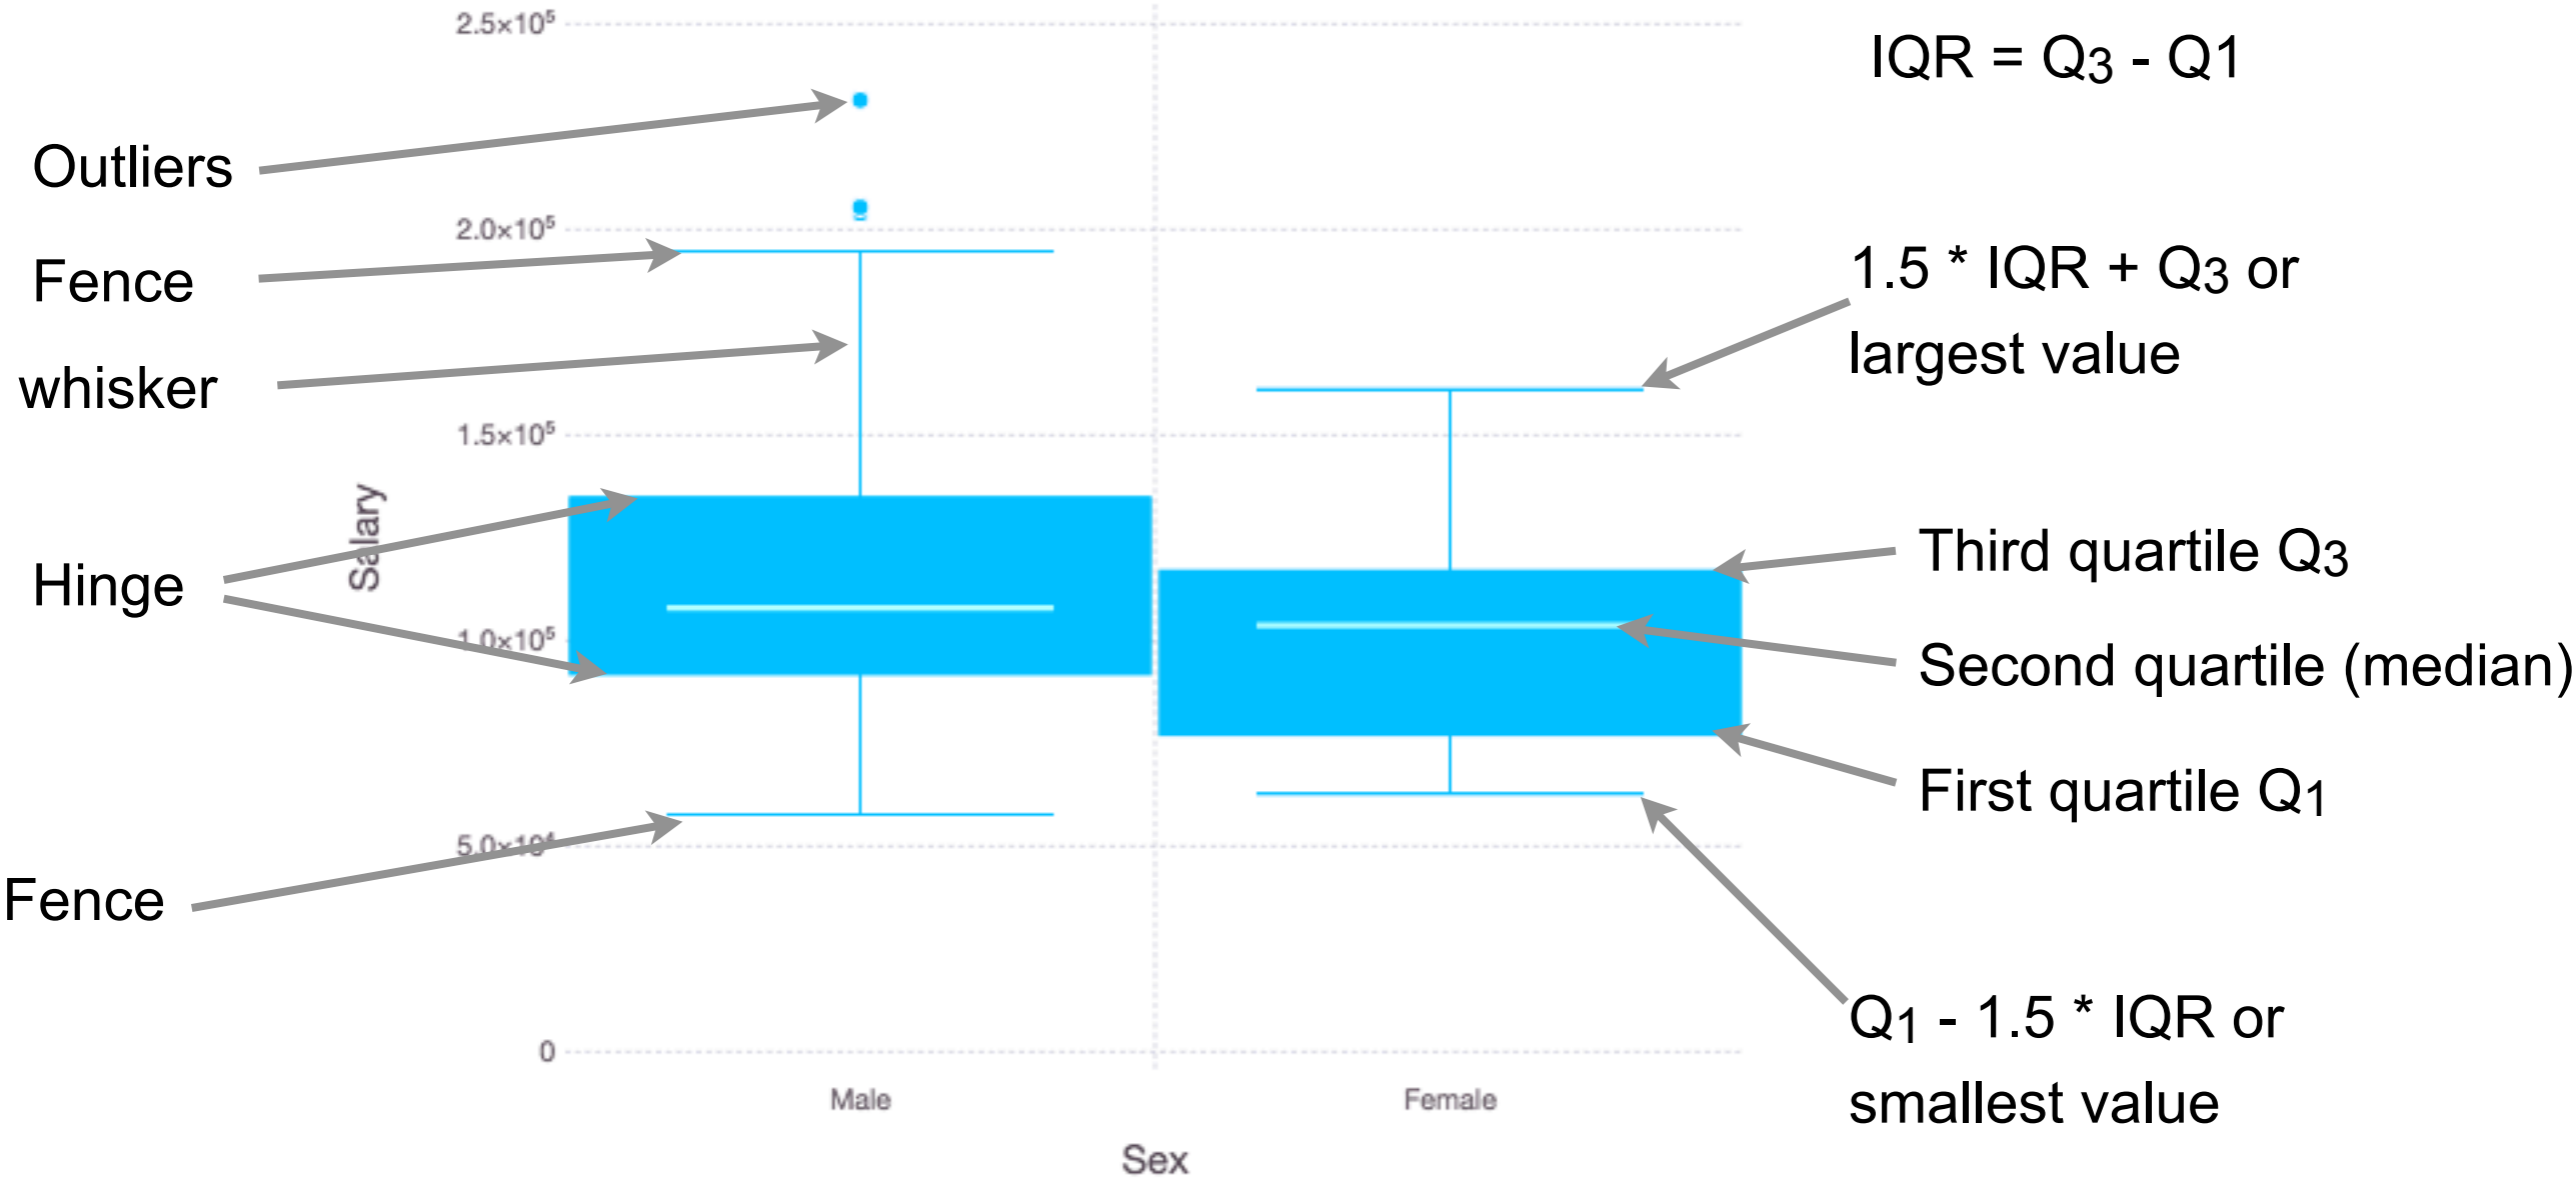 2.5×10⁵
IQR = Q3 - Q1
Outliers
2.0×10⁵
Fence
1.5 * IQR + Q3 or
largest value
whisker
1.5×10⁵
Salary
Third quartile Q3
Hinge
1.0×10⁵
Second quartile (median)
First quartile Q1
5.0×10⁴
Fence
Q1 - 1.5 * IQR or
smallest value
0
Male
Female
Sex